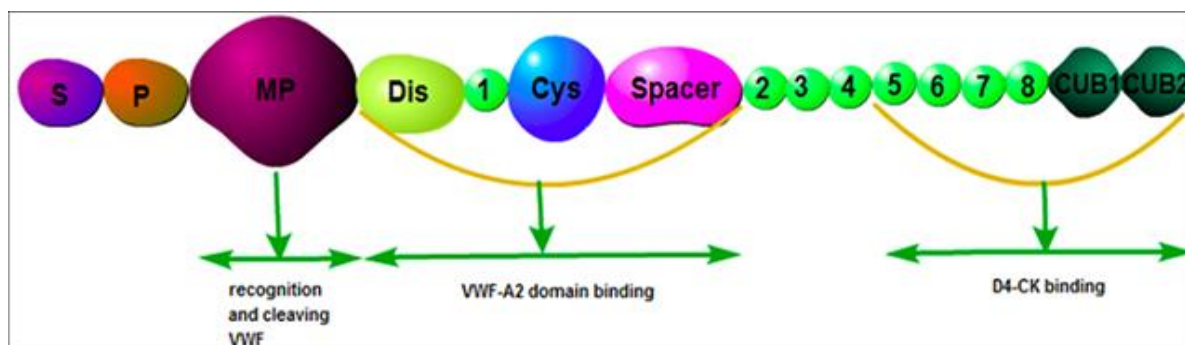 S P MP Dis 1 Cys Spacer 2 3 4 5 6 7 8 CUB1 CUB2
recognition
and cleaving
VWF
VWF-A2 domain binding
D4-CK binding